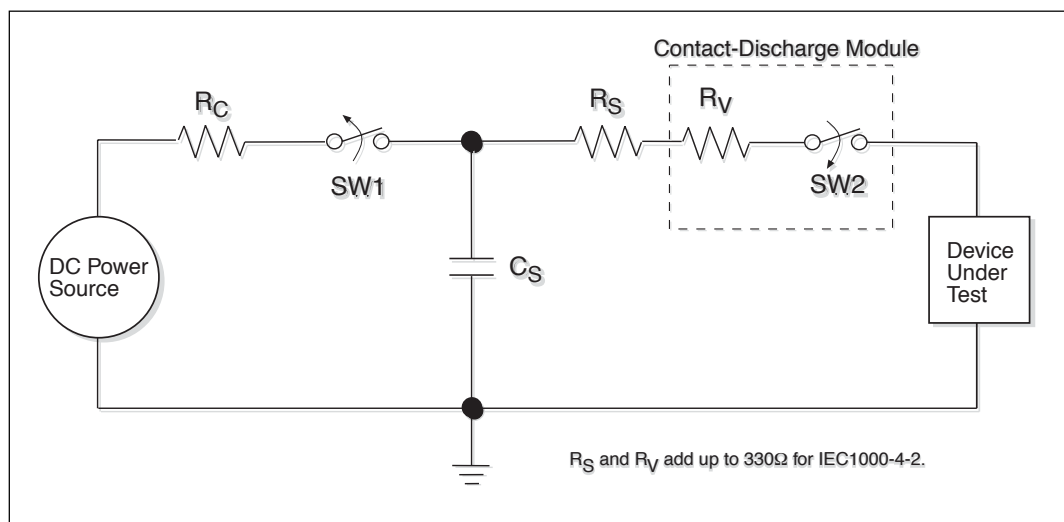 Contact-Discharge Module
RC
RS
RV
SW1
SW2
DC Power
Source
CS
Device
Under
Test
RS and RV add up to 330Ω for IEC1000-4-2.